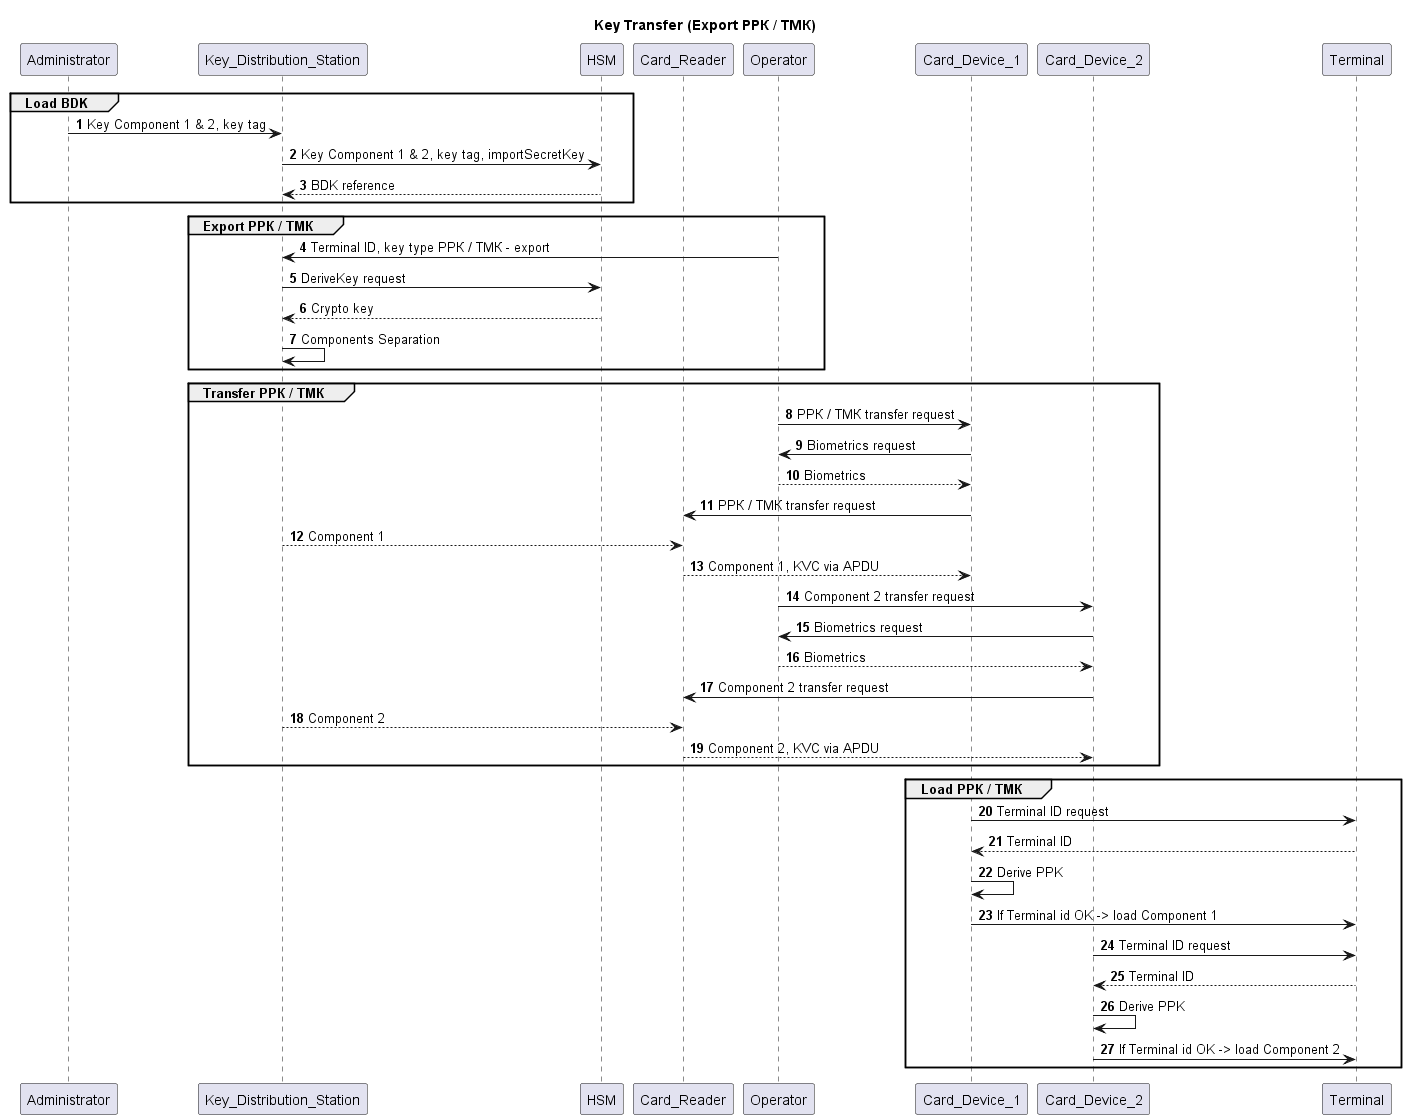 Key Transfer (Export PPK / TMK)
Administrator
Key_Distribution_Station
HSM
Card_Reader
Operator
Card_Device_1
Card_Device_2
Terminal
Load BDK
1 Key Component 1 & 2, key tag
2 Key Component 1 & 2, key tag, importSecretKey
3 BDK reference
Export PPK / TMK
4 Terminal ID, key type PPK / TMK - export
5 DeriveKey request
6 Crypto key
7 Components Separation
Transfer PPK / TMK
8 PPK / TMK transfer request
9 Biometrics request
10 Biometrics
11 PPK / TMK transfer request
12 Component 1
13 Component 1, KVC via APDU
14 Component 2 transfer request
15 Biometrics request
16 Biometrics
17 Component 2 transfer request
18 Component 2
19 Component 2, KVC via APDU
Load PPK / TMK
20 Terminal ID request
21 Terminal ID
22 Derive PPK
23 If Terminal id OK -> load Component 1
24 Terminal ID request
25 Terminal ID
26 Derive PPK
27 If Terminal id OK -> load Component 2
Administrator
Key_Distribution_Station
HSM
Card_Reader
Operator
Card_Device_1
Card_Device_2
Terminal